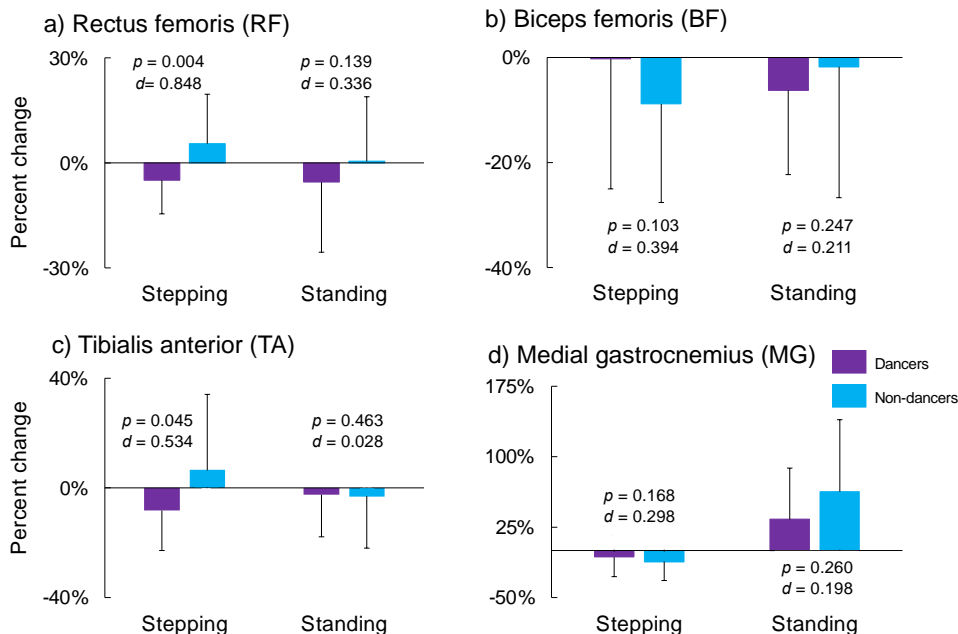 a) Rectus femoris (RF)
Percent change
30%
0%
-30%
p = 0.004
d= 0.848
p = 0.139
d = 0.336
Stepping
Standing
b) Biceps femoris (BF)
0%
-20%
-40%
p = 0.103
d = 0.394
p = 0.247
d = 0.211
Stepping
Standing
c) Tibialis anterior (TA)
Percent change
40%
0%
-40%
p = 0.045
d = 0.534
p = 0.463
d = 0.028
Stepping
Standing
d) Medial gastrocnemius (MG)
Dancers
Non-dancers
175%
100%
25%
-50%
p = 0.168
d = 0.298
p = 0.260
d = 0.198
Stepping
Standing